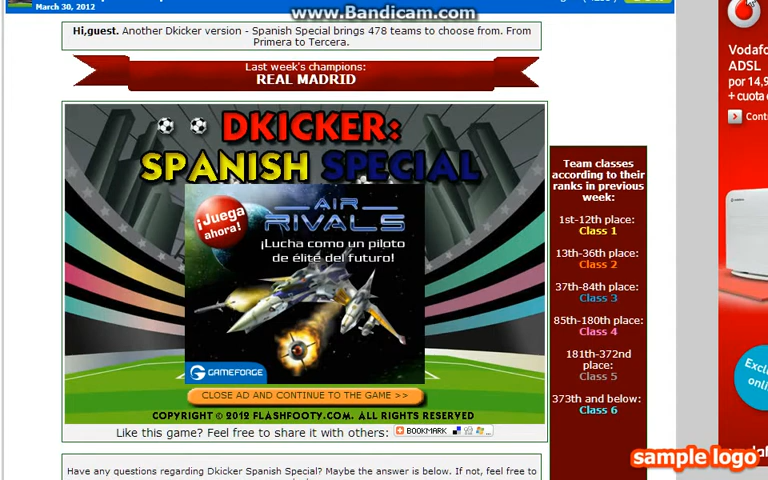 www.Bandicam.com
March 30, 2012
Hi,guest. Another Dkicker version - Spanish Special brings 478 teams to choose from. From
Primera to Tercera.
Last week's champions:
REAL MADRID
DKICKER:
SPANISH SPECIAL
¡Juega
ahora!
AIR
RIVALS
¡Lucha como un piloto
de élite del futuro!
GAMEFORGE
CLOSE AD AND CONTINUE TO THE GAME >>
COPYRIGHT © 2012 FLASHFOOTY.COM. ALL RIGHTS RESERVED
Like this game? Feel free to share it with others:
BOOKMARK
Have any questions regarding Dkicker Spanish Special? Maybe the answer is below. If not, feel free to
Team classes
according to their
ranks in previous
week:
1st-12th place:
Class 1
13th-36th place:
Class 2
37th-84th place:
Class 3
85th-180th place:
Class 4
181th-372nd
place:
Class 5
373th and below:
Class 6
Vodafo
ADSL
por 14,9
+ cuota d
Cont
Exclu
onli
sample logo